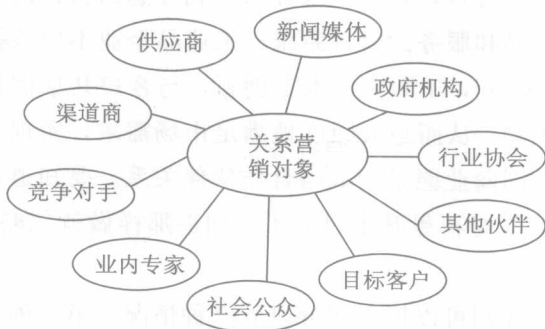 新闻媒体
供应商
政府机构
渠道商
关系营
销对象
行业协会
竞争对手
其他伙伴
业内专家
目标客户
社会公众